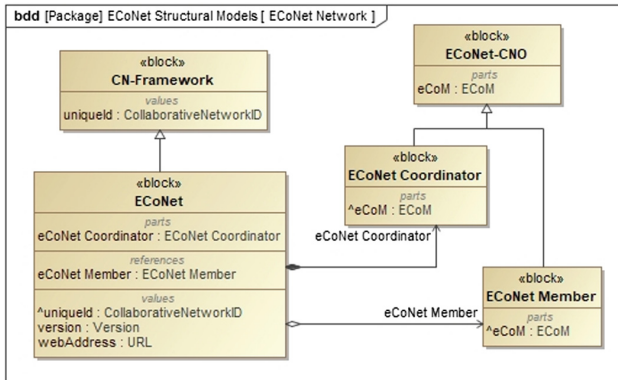 bdd [Package] ECoNet Structural Models [ ECoNet Network ]
«block»
CN-Framework
values
uniqueId : CollaborativeNetworkID
«block»
ECoNet-CNO
parts
eCoM : ECoM
«block»
ECoNet
parts
eCoNet Coordinator : ECoNet Coordinator
references
eCoNet Member : ECoNet Member
values
^uniqueId : CollaborativeNetworkID
version : Version
webAddress : URL
«block»
ECoNet Coordinator
parts
^eCoM : ECoM
eCoNet Coordinator
eCoNet Member
«block»
ECoNet Member
parts
^eCoM : ECoM